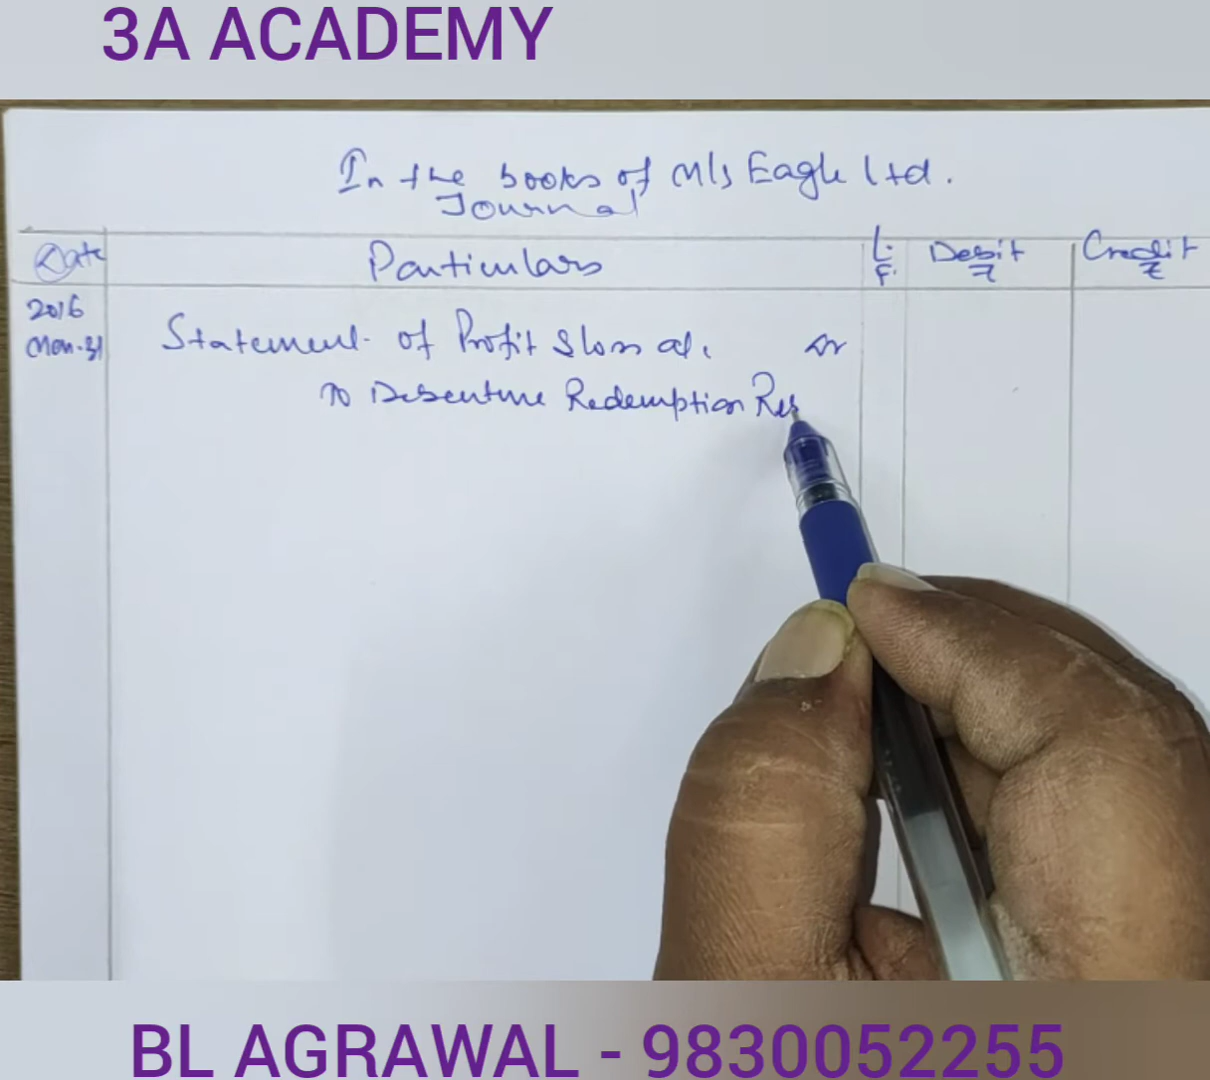 3A ACADEMY
In the books of M/s Eagle Ltd.
Journal
Date Particulars L.F. Debit ₹ Credit ₹
2016
Mar. 31 Statement of Profit & Loss a/c. Dr
To Debenture Redemption Res
BL AGRAWAL - 9830052255